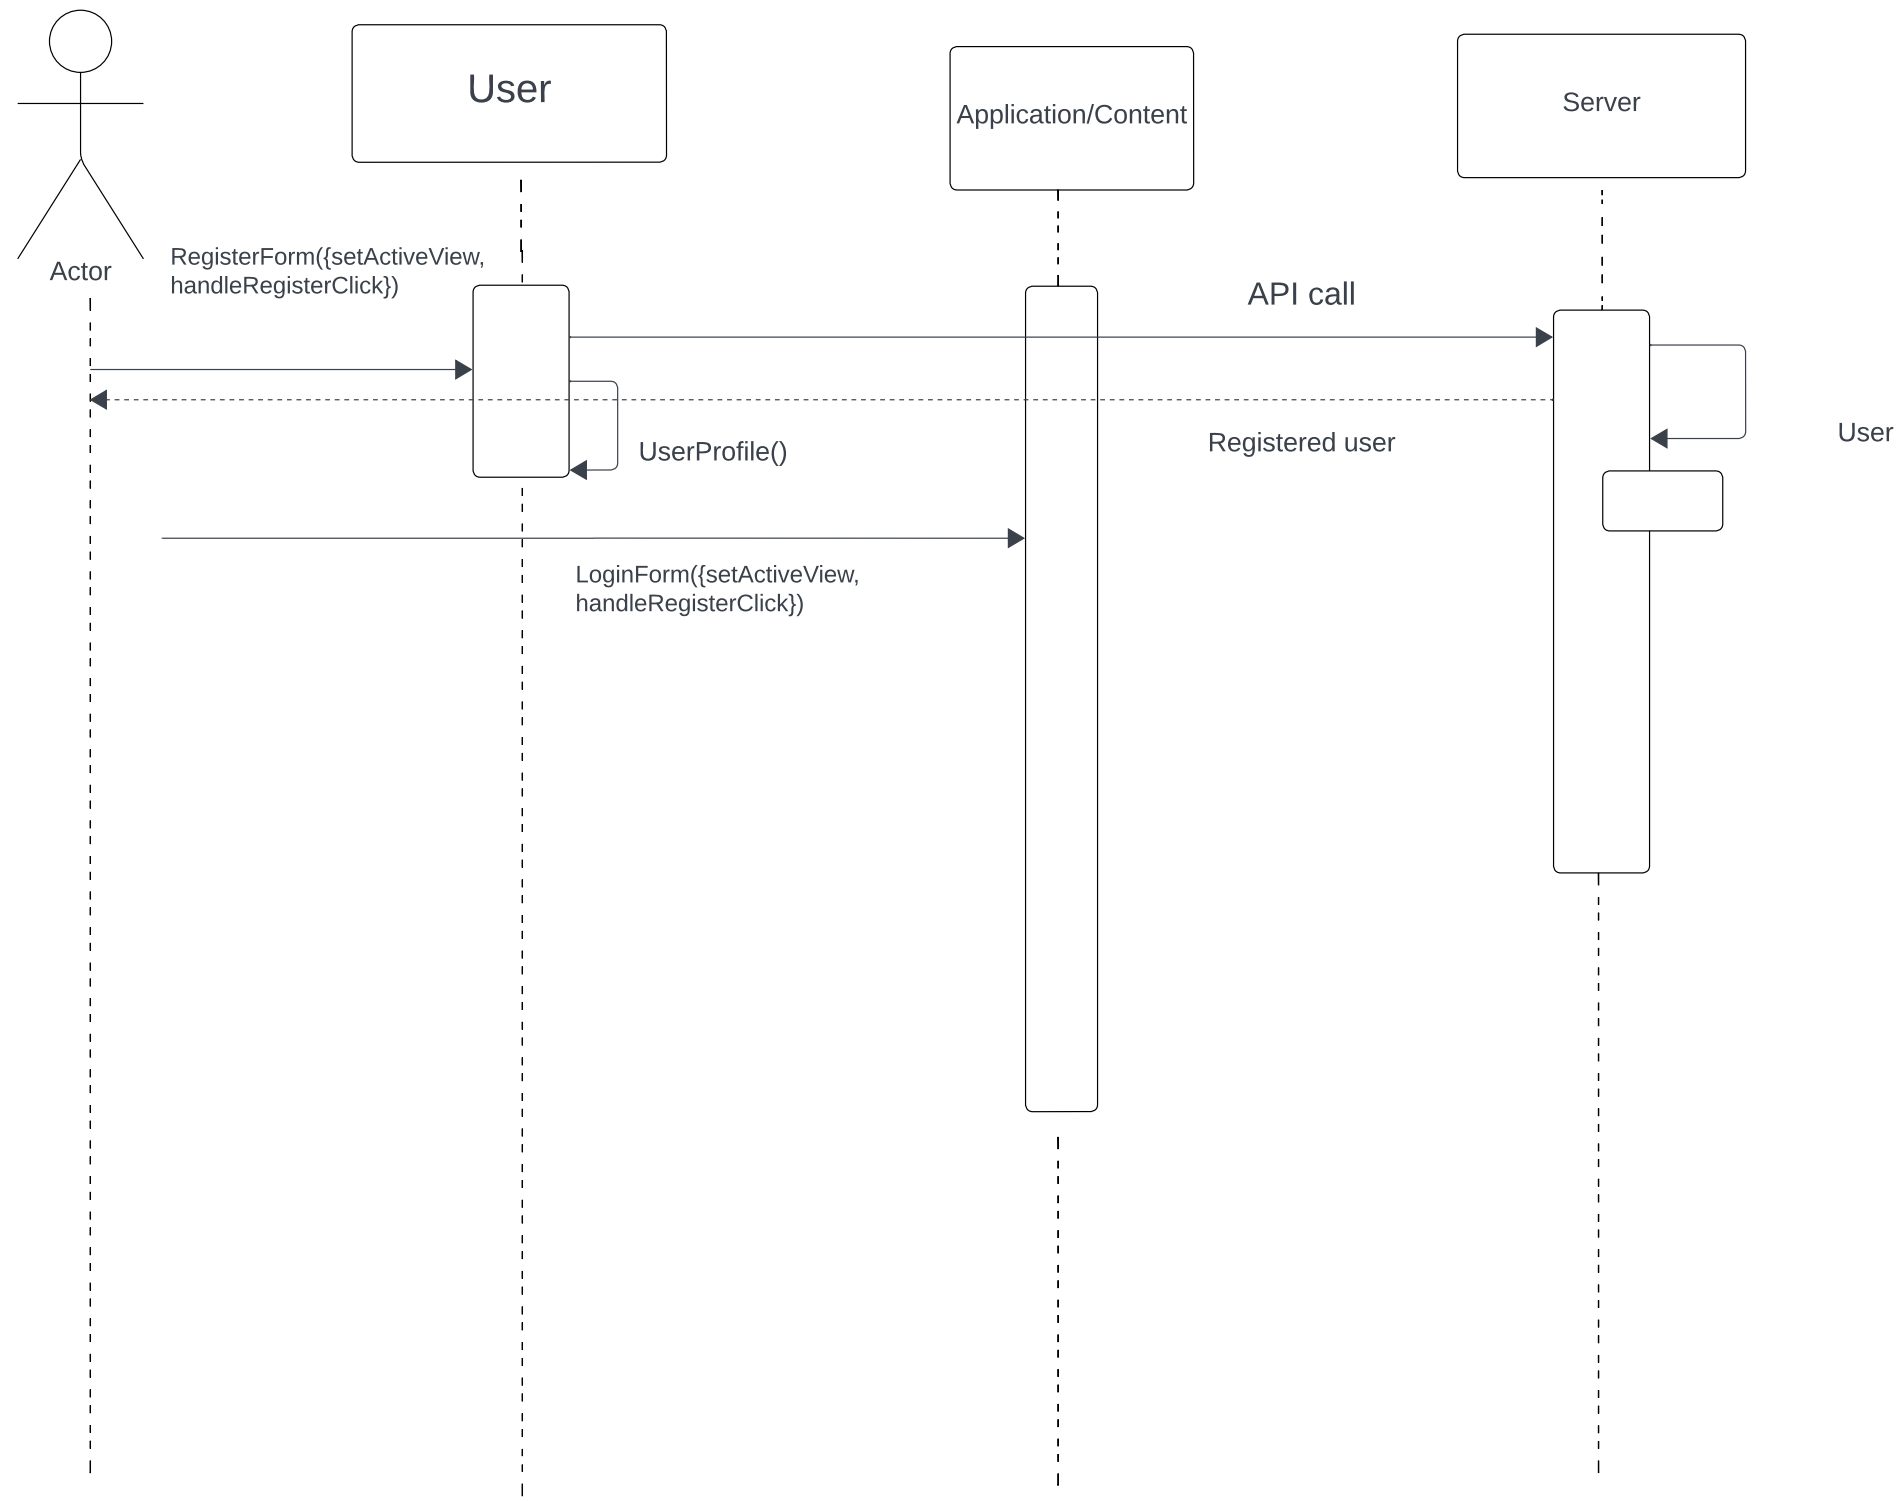 User
Application/Content
Server
Actor
RegisterForm({setActiveView,
handleRegisterClick})
API call
UserProfile()
Registered user
User
LoginForm({setActiveView,
handleRegisterClick})